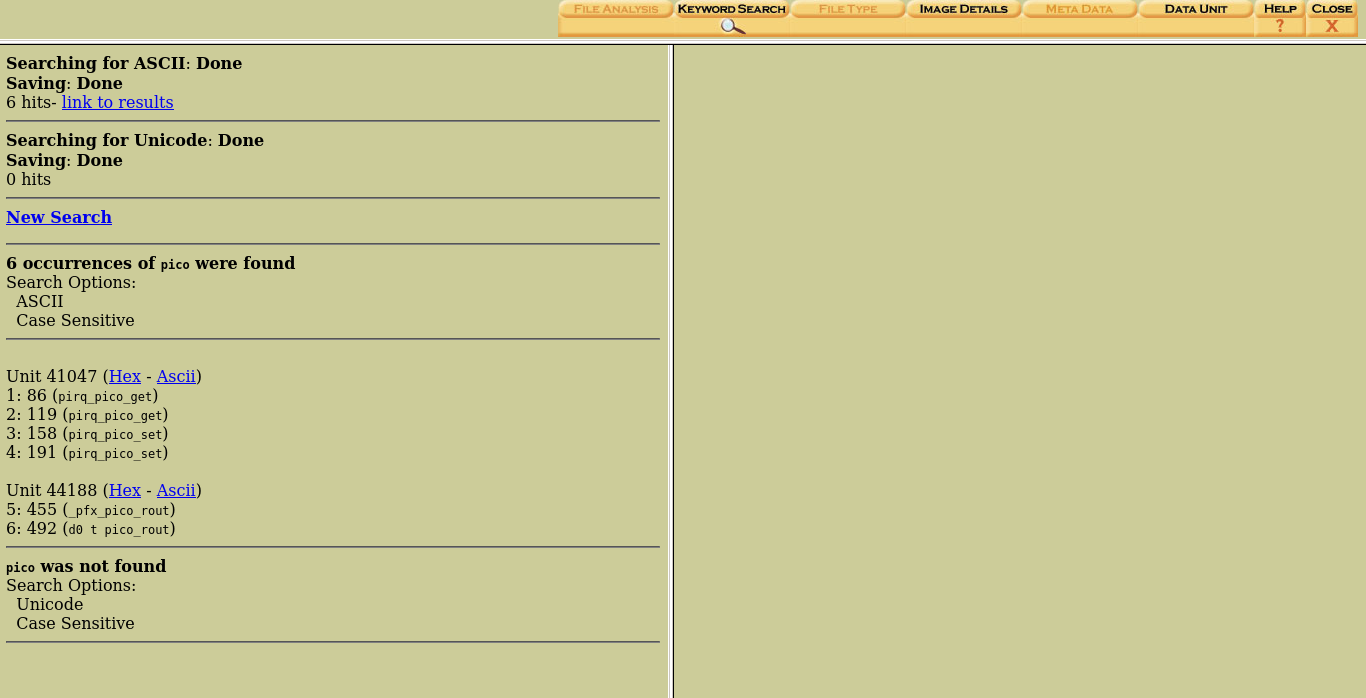 FILE ANALYSIS KEYWORD SEARCH FILE TYPE IMAGE DETAILS META DATA DATA UNIT HELP CLOSE
? X
Searching for ASCII: Done
Saving: Done
6 hits- link to results
Searching for Unicode: Done
Saving: Done
0 hits
New Search
6 occurrences of pico were found
Search Options:
ASCII
Case Sensitive
Unit 41047 (Hex - Ascii)
1: 86 (pirq_pico_get)
2: 119 (pirq_pico_get)
3: 158 (pirq_pico_set)
4: 191 (pirq_pico_set)
Unit 44188 (Hex - Ascii)
5: 455 (_pfx_pico_rout)
6: 492 (d0 t pico_rout)
pico was not found
Search Options:
Unicode
Case Sensitive